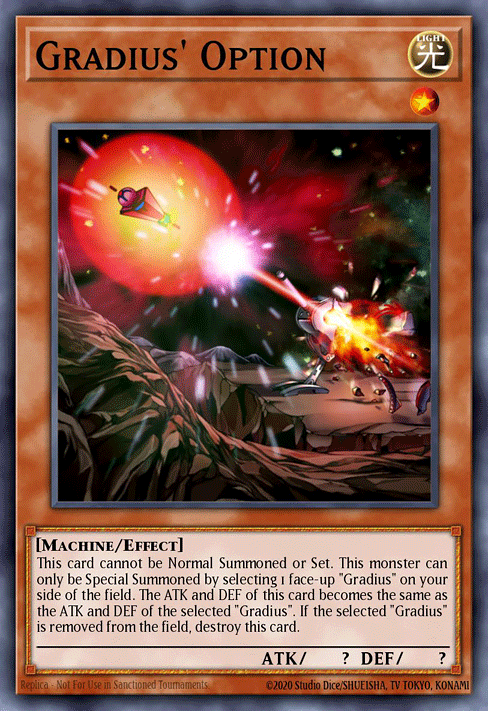 GRADIUS' OPTION
LIGHT
光
[MACHINE/EFFECT]
This card cannot be Normal Summoned or Set. This monster can
only be Special Summoned by selecting 1 face-up "Gradius" on your
side of the field. The ATK and DEF of this card becomes the same as
the ATK and DEF of the selected "Gradius". If the selected "Gradius"
is removed from the field, destroy this card.
ATK/ ? DEF/ ?
Replica - Not For Use in Sanctioned Tournaments ©2020 Studio Dice/SHUEISHA, TV TOKYO, KONAMI